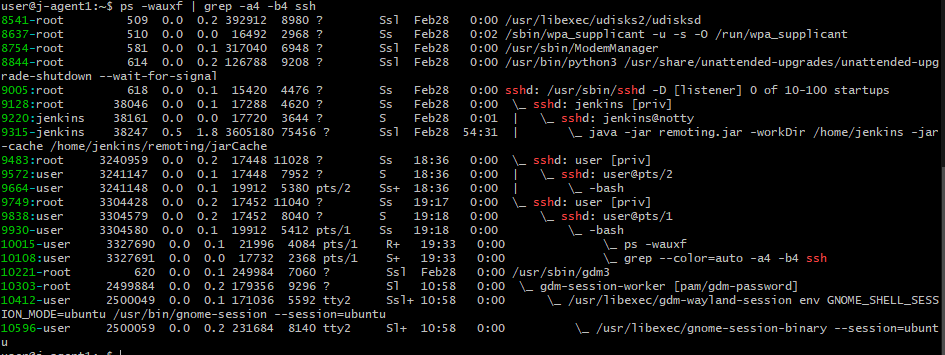 user@j-agent1:~$ ps -wauxf | grep -a4 -b4 ssh
8541-root         509  0.0  0.2 392912  8980 ?        Ssl  Feb28   0:00 /usr/libexec/udisks2/udisksd
8637-root         510  0.0  0.0  16492  2968 ?        Ss   Feb28   0:02 /sbin/wpa_supplicant -u -s -O /run/wpa_supplicant
8754-root         581  0.0  0.1 317040  6948 ?        Ssl  Feb28   0:00 /usr/sbin/ModemManager
8844-root         614  0.0  0.2 126788  9208 ?        Ssl  Feb28   0:00 /usr/bin/python3 /usr/share/unattended-upgrades/unattended-upg
rade-shutdown --wait-for-signal
9005:root         618  0.0  0.1  15420  4476 ?        Ss   Feb28   0:00 sshd: /usr/sbin/sshd -D [listener] 0 of 10-100 startups
9128:root       38046  0.0  0.1  17288  4620 ?        Ss   Feb28   0:00  \_ sshd: jenkins [priv]
9220:jenkins    38161  0.0  0.0  17720  3644 ?        S    Feb28   0:01  |   \_ sshd: jenkins@notty
9315-jenkins    38247  0.5  1.8 3605180 75456 ?       Ssl  Feb28  54:31  |       \_ java -jar remoting.jar -workDir /home/jenkins -jar
-cache /home/jenkins/remoting/jarCache
9483:root     3240959  0.0  0.2  17448 11028 ?        Ss   18:36   0:00  \_ sshd: user [priv]
9572:user     3241147  0.0  0.1  17448  7952 ?        S    18:36   0:00  |   \_ sshd: user@pts/2
9664-user     3241148  0.0  0.1  19912  5380 pts/2    Ss+  18:36   0:00  |       \_ -bash
9749:root     3304428  0.0  0.2  17452 11040 ?        Ss   19:17   0:00  \_ sshd: user [priv]
9838:user     3304579  0.0  0.2  17452  8040 ?        S    19:18   0:00      \_ sshd: user@pts/1
9930-user     3304580  0.0  0.1  19912  5412 pts/1    Ss   19:18   0:00          \_ -bash
10015-user     3327690  0.0  0.1  21996  4084 pts/1    R+   19:33   0:00              \_ ps -wauxf
10108:user     3327691  0.0  0.0  17732  2368 pts/1    S+   19:33   0:00              \_ grep --color=auto -a4 -b4 ssh
10221-root         620  0.0  0.1 249984  7060 ?        Ssl  Feb28   0:00 /usr/sbin/gdm3
10303-root     2499884  0.0  0.2 179356  9296 ?        Sl   10:58   0:00  \_ gdm-session-worker [pam/gdm-password]
10412-user     2500049  0.0  0.1 171036  5592 tty2     Ssl+ 10:58   0:00      \_ /usr/libexec/gdm-wayland-session env GNOME_SHELL_SESS
ION_MODE=ubuntu /usr/bin/gnome-session --session=ubuntu
10596-user     2500059  0.0  0.2 231684  8140 tty2     Sl+  10:58   0:00          \_ /usr/libexec/gnome-session-binary --session=ubunt
u
user@j-agent1:~$